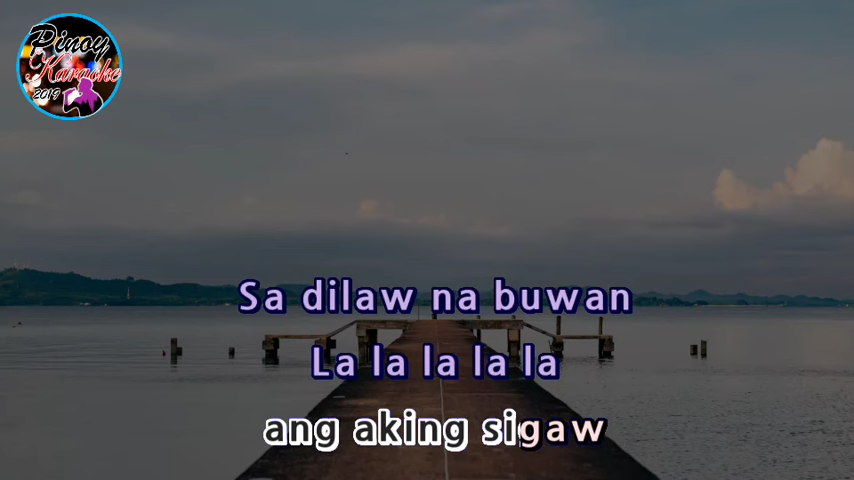 Pinoy
Karaoke
2019
Sa dilaw na buwan
La la la la la
ang aking sigaw